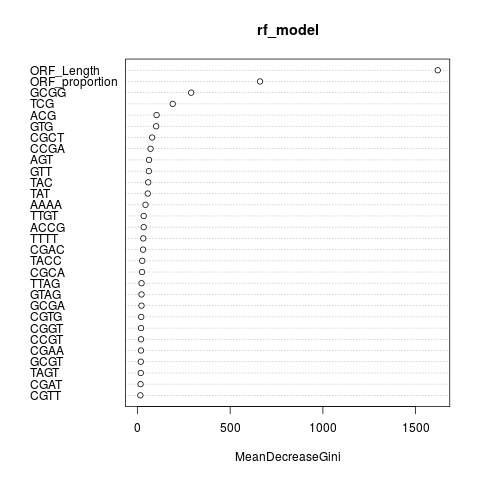 rf_model
ORF_Length
ORF_proportion
GCGG
TCG
ACG
GTG
CGCT
CCGA
AGT
GTT
TAC
TAT
AAAA
TTGT
ACCG
TTTT
CGAC
TACC
CGCA
TTAG
GTAG
GCGA
CGTG
CGGT
CCGT
CGAA
GCGT
TAGT
CGAT
CGTT
0 500 1000 1500
MeanDecreaseGini